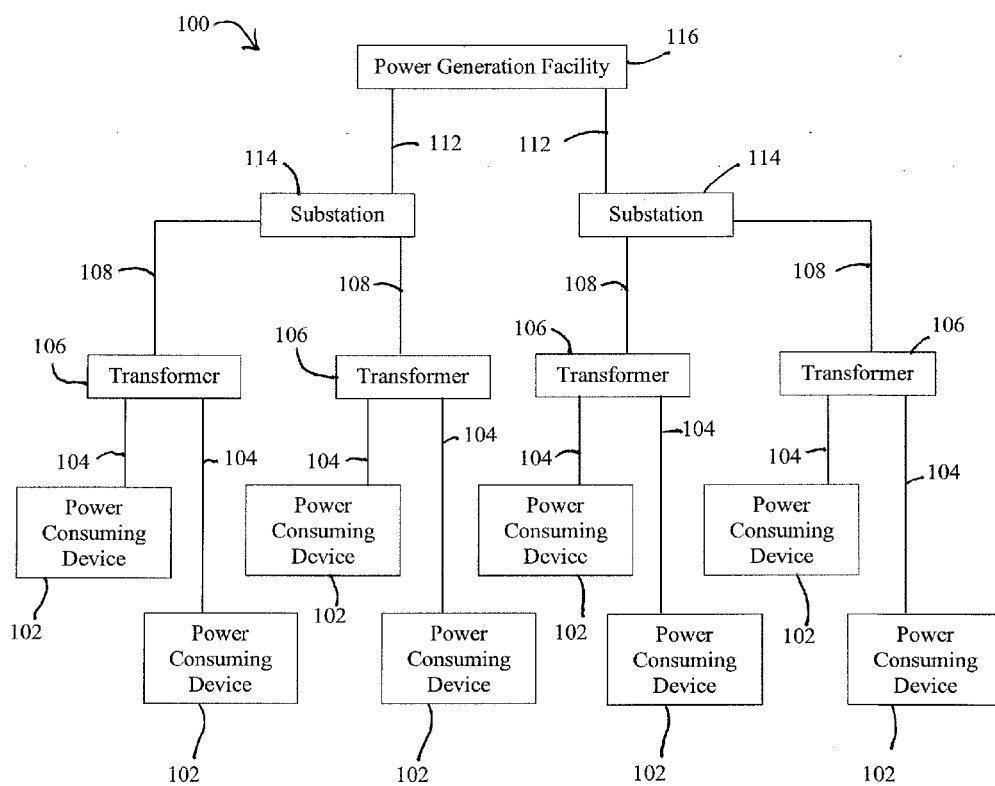 100
116
Power Generation Facility
112
112
114
114
Substation
Substation
108
108
108
108
106
106
106
106
Transformer
Transformer
Transformer
Transformer
104
104
104
104
104
104
104
104
Power
Consuming
Device
Power
Consuming
Device
Power
Consuming
Device
Power
Consuming
Device
102
102
102
102
Power
Consuming
Device
Power
Consuming
Device
Power
Consuming
Device
Power
Consuming
Device
102
102
102
102